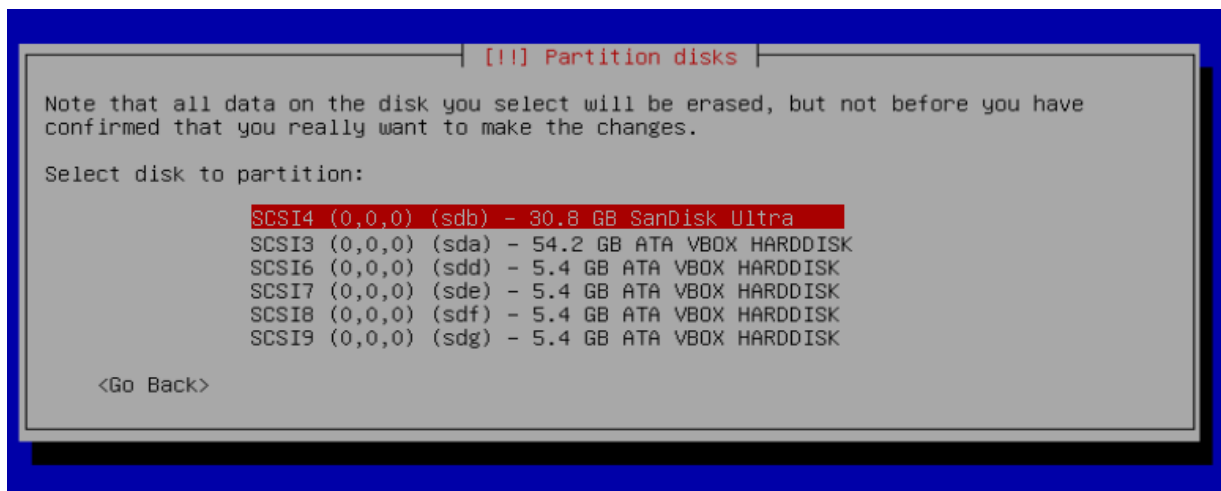 [!!] Partition disks
Note that all data on the disk you select will be erased, but not before you have
confirmed that you really want to make the changes.
Select disk to partition:
SCSI4 (0,0,0) (sdb) – 30.8 GB SanDisk Ultra
SCSI3 (0,0,0) (sda) – 54.2 GB ATA VBOX HARDDISK
SCSI6 (0,0,0) (sdd) – 5.4 GB ATA VBOX HARDDISK
SCSI7 (0,0,0) (sde) – 5.4 GB ATA VBOX HARDDISK
SCSI8 (0,0,0) (sdf) – 5.4 GB ATA VBOX HARDDISK
SCSI9 (0,0,0) (sdg) – 5.4 GB ATA VBOX HARDDISK
<Go Back>